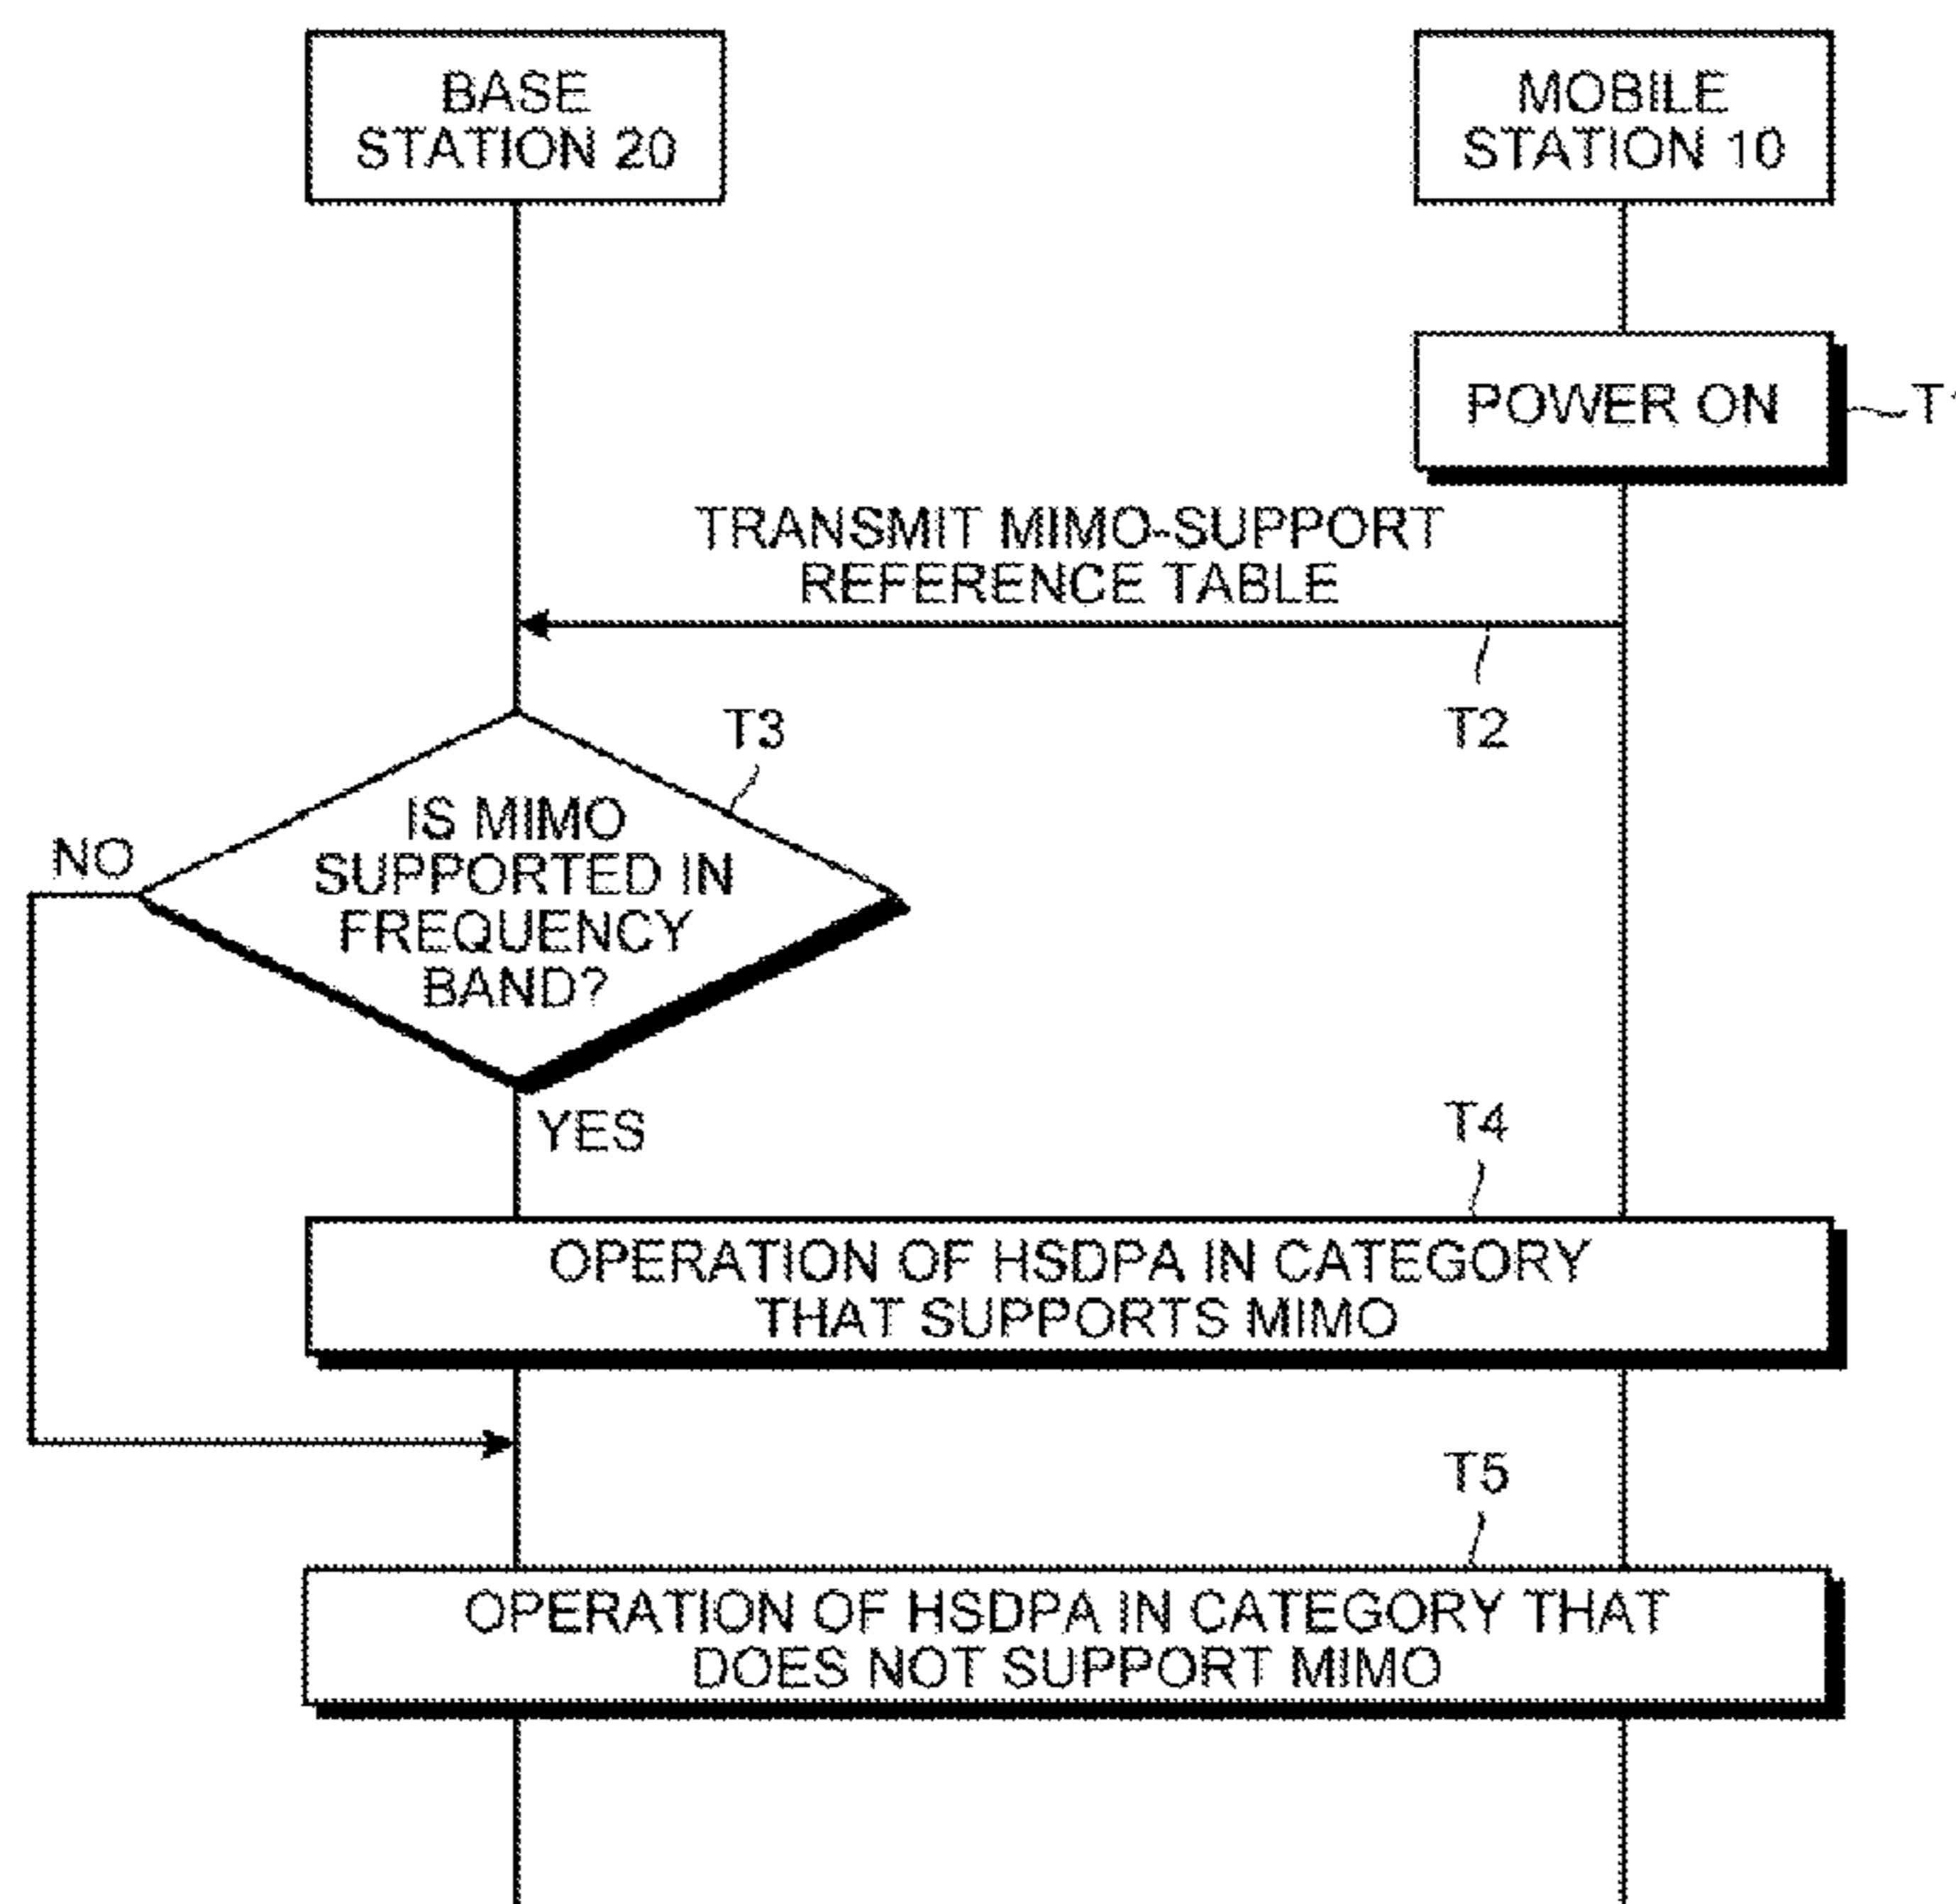 BASE
STATION 20
MOBILE
STATION 10
POWER ON
TRANSMIT MIMO-SUPPORT
REFERENCE TABLE
T2
T3
IS MIMO
SUPPORTED IN
FREQUENCY
BAND?
NO
YES
T4
OPERATION OF HSDPA IN CATEGORY
THAT SUPPORTS MIMO
T5
OPERATION OF HSDPA IN CATEGORY THAT
DOES NOT SUPPORT MIMO